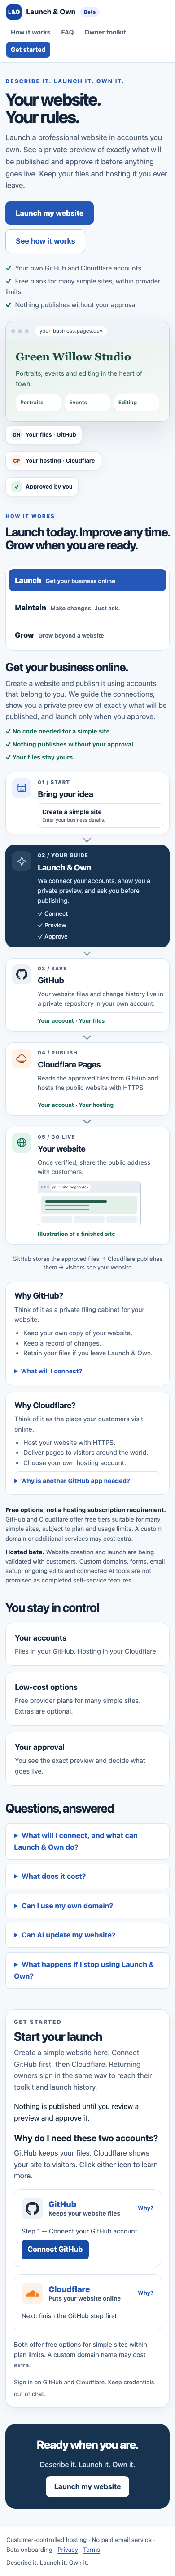 L&O Launch & Own Beta
How it works FAQ Owner toolkit
Get started
DESCRIBE IT. LAUNCH IT. OWN IT.
Your website.
Your rules.
Launch a professional website in accounts
you own. See a private preview of exactly what
will be published and approve it before anything
goes live. Keep your files and hosting if you ever
leave.
Launch my website
See how it works
✓ Your own GitHub and Cloudflare accounts
✓ Free plans for many simple sites, within provider
limits
✓ Nothing publishes without your approval
your-business.pages.dev
Green Willow Studio
Portraits, events and editing in the heart of
town.
Portraits Events Editing
GH Your files · GitHub
CF Your hosting · Cloudflare
✓ Approved by you
HOW IT WORKS
Launch today. Improve any time.
Grow when you are ready.
Launch Get your business online
Maintain Make changes. Just ask.
Grow Grow beyond a website
Get your business online.
Create a website and publish it using accounts
that belong to you. We guide the connections,
show you a private preview of exactly what will be
published, and launch only when you approve.
✓ No code needed for a simple site
✓ Nothing publishes without your approval
✓ Your files stay yours
01 / START
Bring your idea
Create a simple site
Enter your business details.
02 / YOUR GUIDE
Launch & Own
We connect your accounts, show you a
private preview, and ask you before
publishing.
✓ Connect
✓ Preview
✓ Approve
03 / SAVE
GitHub
Your website files and change history live in
a private repository in your own account.
Your account · Your files
04 / PUBLISH
Cloudflare Pages
Reads the approved files from GitHub and
hosts the public website with HTTPS.
Your account · Your hosting
05 / GO LIVE
Your website
Once verified, share the public address
with customers.
your-site.pages.dev
Illustration of a finished site
GitHub stores the approved files → Cloudflare publishes
them → visitors see your website
Why GitHub?
Think of it as a private filing cabinet for your
website.
• Keep your own copy of your website.
• Keep a record of changes.
• Retain your files if you leave Launch & Own.
▶ What will I connect?
Why Cloudflare?
Think of it as the place your customers visit
online.
• Host your website with HTTPS.
• Deliver pages to visitors around the world.
• Choose your own hosting account.
▶ Why is another GitHub app needed?
Free options, not a hosting subscription requirement.
GitHub and Cloudflare offer free tiers suitable for many
simple sites, subject to plan and usage limits. A custom
domain or additional services may cost extra.
Hosted beta. Website creation and launch are being
validated with customers. Custom domains, forms, email
setup, ongoing edits and connected AI tools are not
promised as completed self-service features.
You stay in control
Your accounts
Files in your GitHub. Hosting in your Cloudflare.
Low-cost options
Free provider plans for many simple sites.
Extras are optional.
Your approval
You see the exact preview and decide what
goes live.
Questions, answered
▶ What will I connect, and what can
Launch & Own do?
▶ What does it cost?
▶ Can I use my own domain?
▶ Can AI update my website?
▶ What happens if I stop using Launch &
Own?
GET STARTED
Start your launch
Create a simple website here. Connect
GitHub first, then Cloudflare. Returning
owners sign in the same way to reach their
toolkit and launch history.
Nothing is published until you review a
preview and approve it.
Why do I need these two accounts?
GitHub keeps your files. Cloudflare shows
your site to visitors. Click either icon to learn
more.
GitHub Why?
Keeps your website files
Step 1 — Connect your GitHub account
Connect GitHub
Cloudflare Why?
Puts your website online
Next: finish the GitHub step first
Both offer free options for simple sites within
plan limits. A custom domain name may cost
extra.
Sign in on GitHub and Cloudflare. Keep credentials
out of chat.
Ready when you are.
Describe it. Launch it. Own it.
Launch my website
Customer-controlled hosting · No paid email service ·
Beta onboarding · Privacy · Terms
Describe it. Launch it. Own it.